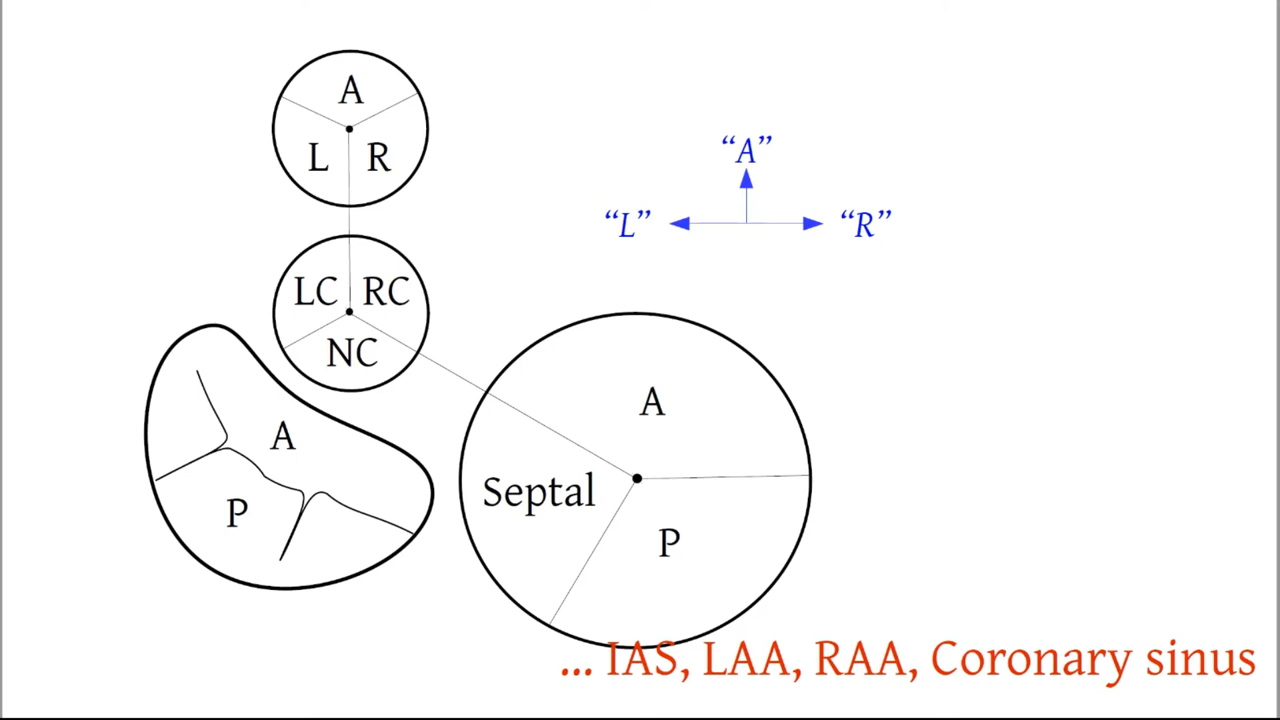 A
L R
“A”
“L” “R”
LC RC
NC
A
P
A
Septal
P
... IAS, LAA, RAA, Coronary sinus